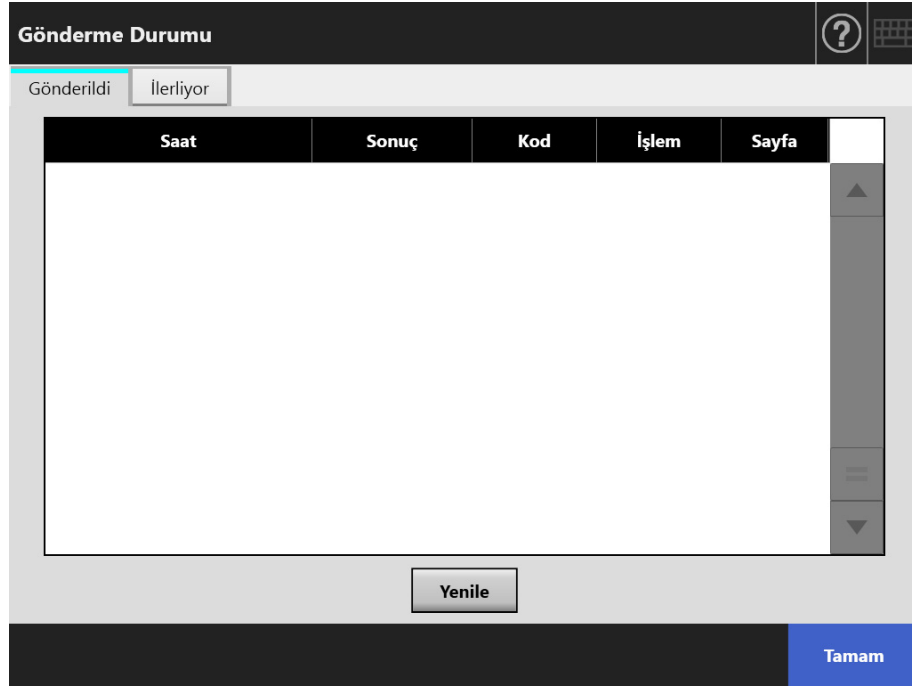 Gönderme Durumu
?
Gönderildi İlerliyor
Saat Sonuç Kod İşlem Sayfa
Yenile
Tamam